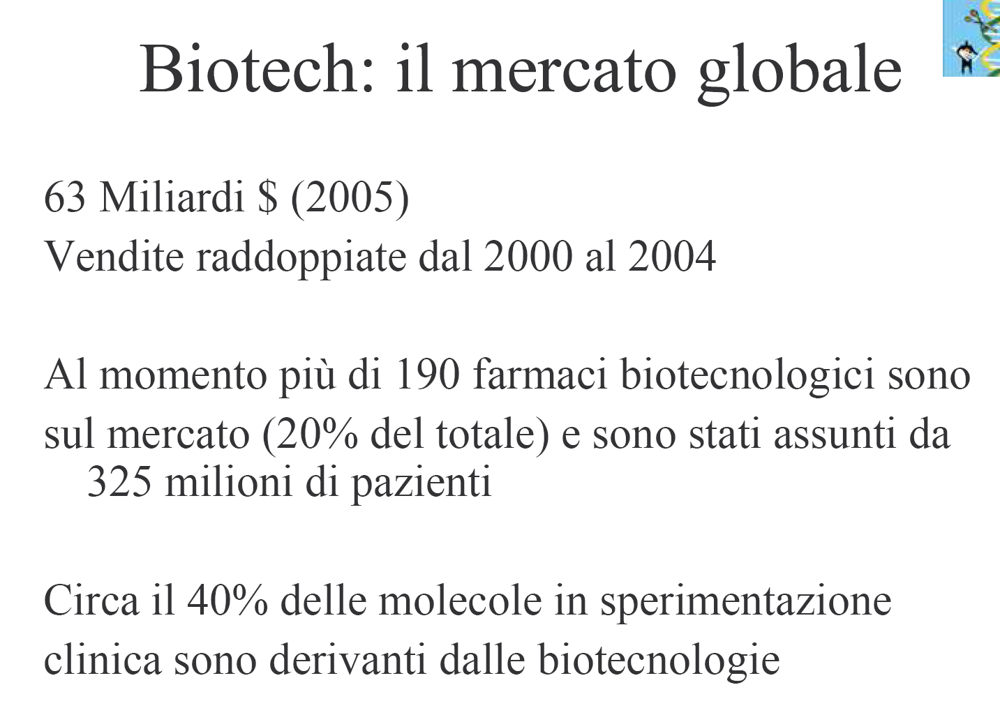 Biotech: il mercato globale
63 Miliardi $ (2005)
Vendite raddoppiate dal 2000 al 2004
Al momento più di 190 farmaci biotecnologici sono
sul mercato (20% del totale) e sono stati assunti da
325 milioni di pazienti
Circa il 40% delle molecole in sperimentazione
clinica sono derivanti dalle biotecnologie